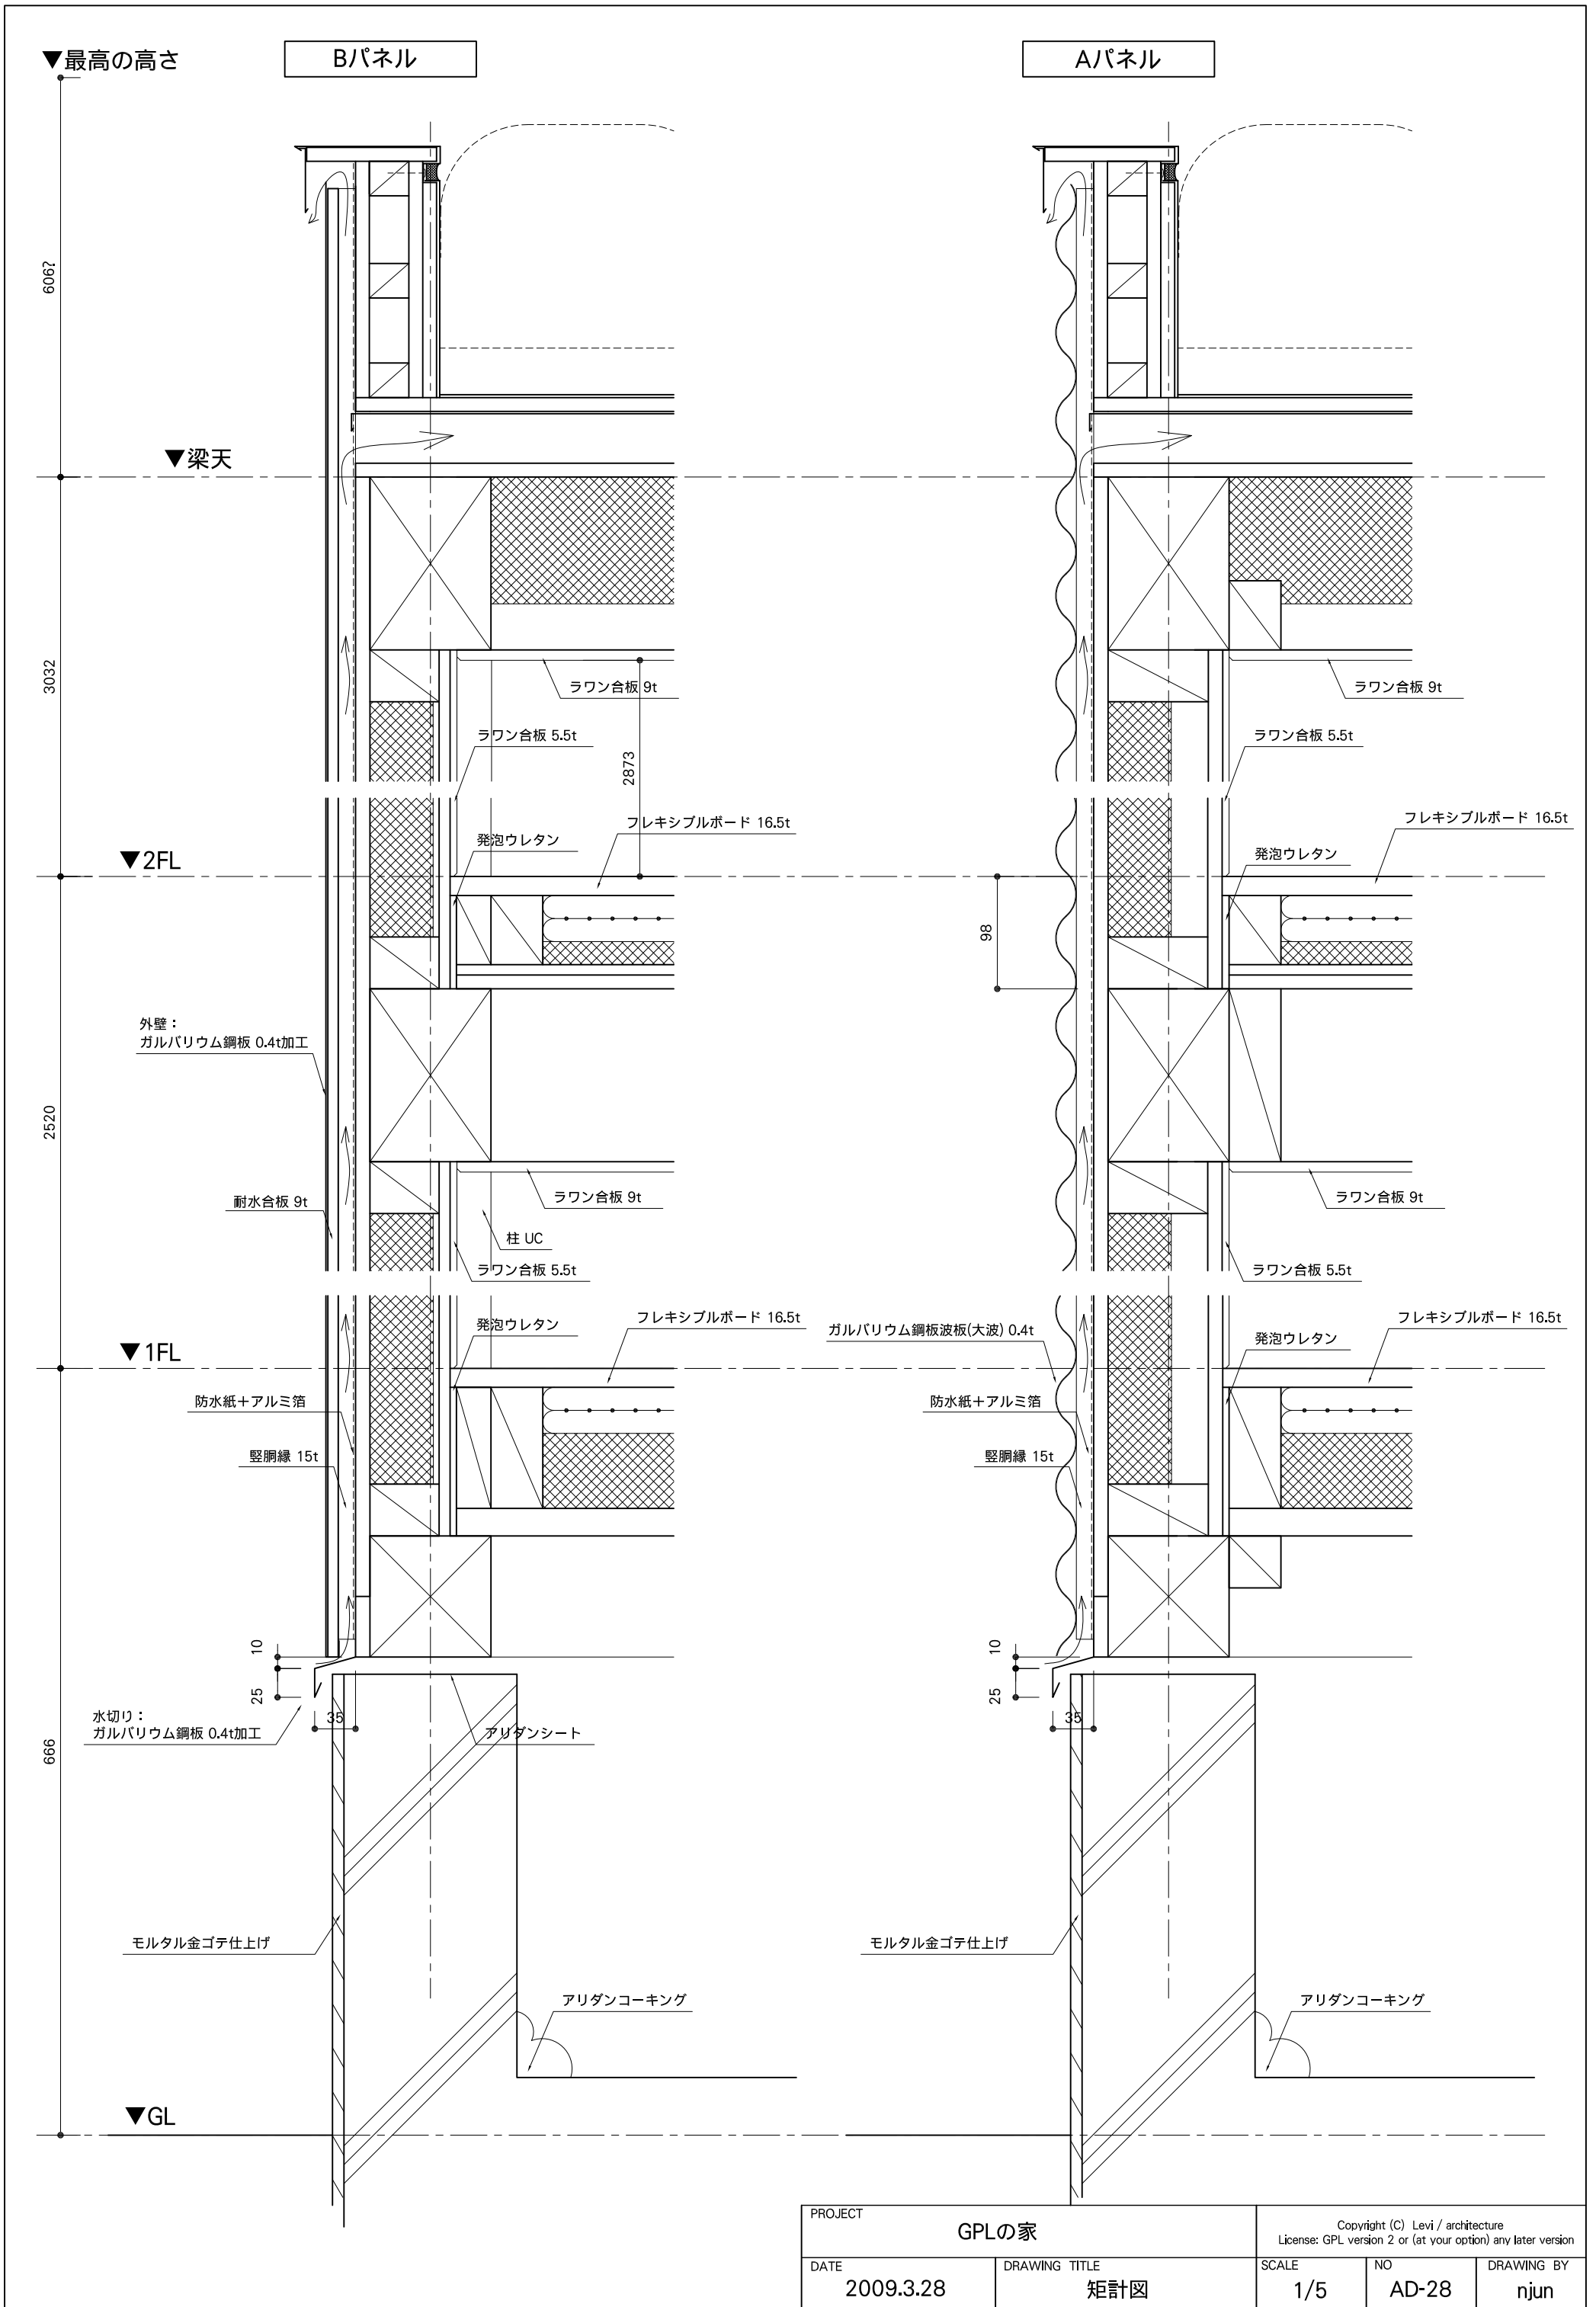 ▼最高の高さ
Bパネル
Aパネル
606?
▼梁天
3032
ラワン合板 9t
ラワン合板 9t
ラワン合板 5.5t
ラワン合板 5.5t
2873
フレキシブルボード 16.5t
フレキシブルボード 16.5t
発泡ウレタン
発泡ウレタン
▼2FL
98
外壁：
ガルバリウム鋼板 0.4t加工
2520
耐水合板 9t
ラワン合板 9t
ラワン合板 9t
柱 UC
ラワン合板 5.5t
ラワン合板 5.5t
発泡ウレタン
フレキシブルボード 16.5t
ガルバリウム鋼板波板(大波) 0.4t
フレキシブルボード 16.5t
発泡ウレタン
▼1FL
防水紙＋アルミ箔
防水紙＋アルミ箔
竪胴縁 15t
竪胴縁 15t
10
10
25
25
35
35
水切り：
ガルバリウム鋼板 0.4t加工
アリダンシート
666
モルタル金ゴテ仕上げ
モルタル金ゴテ仕上げ
アリダンコーキング
アリダンコーキング
▼GL
PROJECT
GPLの家
Copyright (C) Levi / architecture
License: GPL version 2 or (at your option) any later version
DATE
2009.3.28
DRAWING TITLE
矩計図
SCALE
1/5
NO
AD-28
DRAWING BY
njun